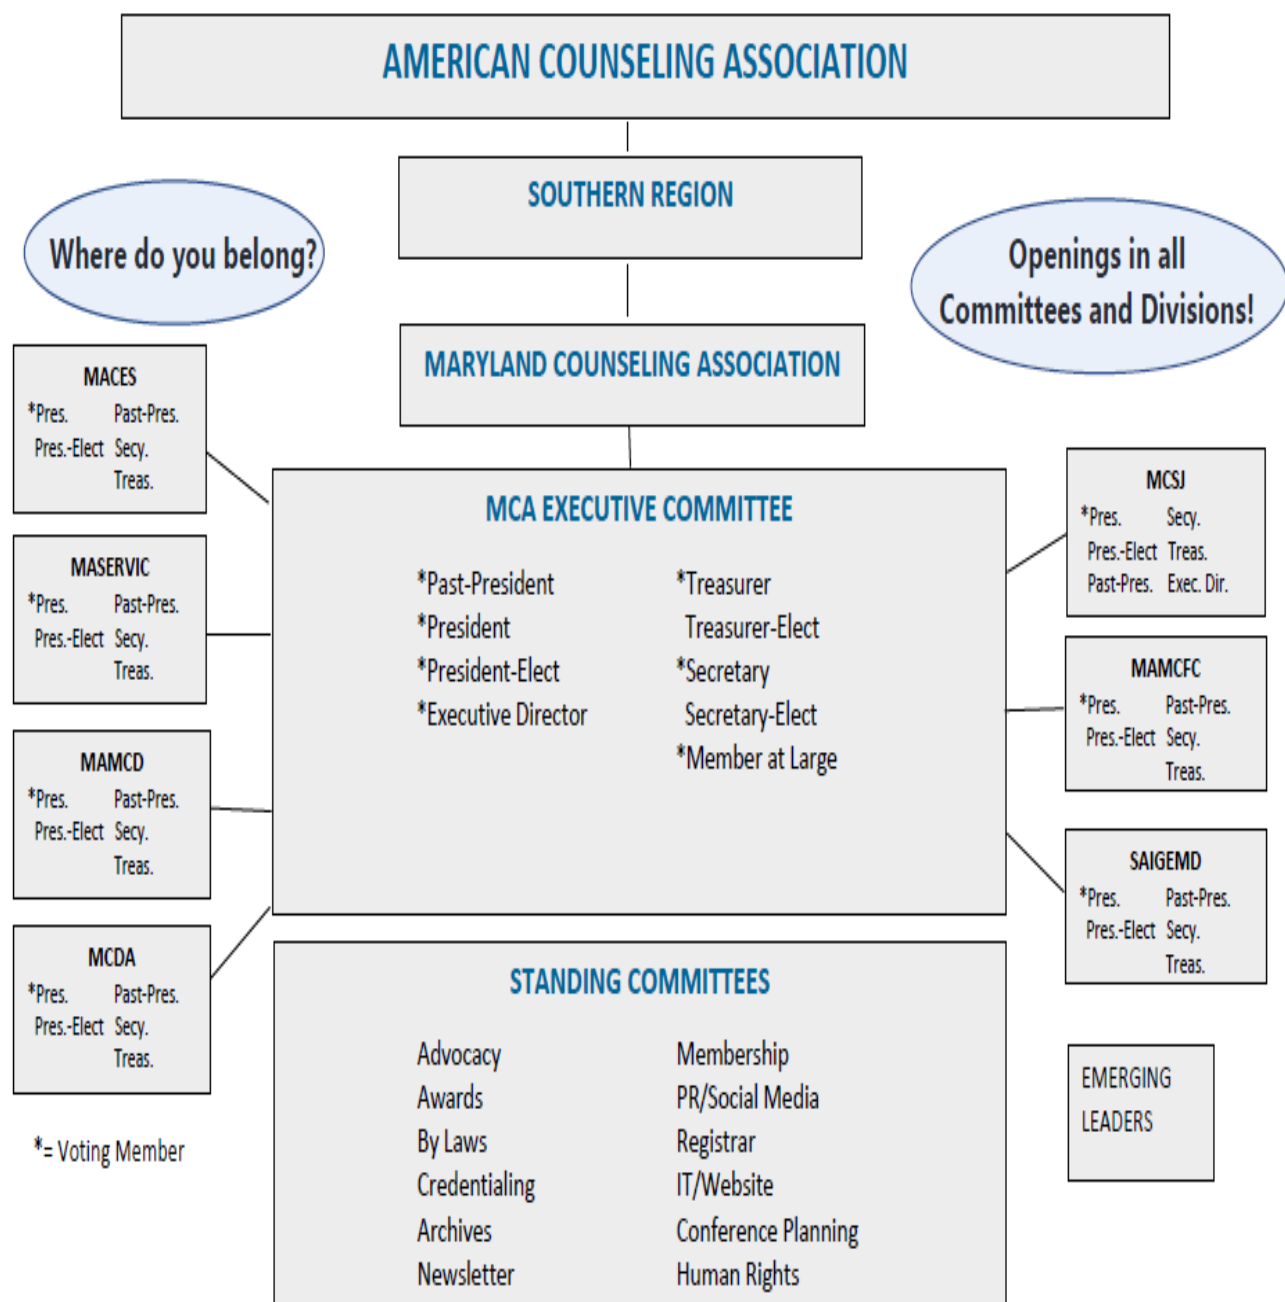 AMERICAN COUNSELING ASSOCIATION
SOUTHERN REGION
Where do you belong?
Openings in all
Committees and Divisions!
MARYLAND COUNSELING ASSOCIATION
MACES
*Pres. Past-Pres.
Pres.-Elect Secy.
Treas.
MASERVIC
*Pres. Past-Pres.
Pres.-Elect Secy.
Treas.
MAMCD
*Pres. Past-Pres.
Pres.-Elect Secy.
Treas.
MCDA
*Pres. Past-Pres.
Pres.-Elect Secy.
Treas.
*= Voting Member
MCA EXECUTIVE COMMITTEE
*Past-President *Treasurer
*President Treasurer-Elect
*President-Elect *Secretary
*Executive Director Secretary-Elect
*Member at Large
STANDING COMMITTEES
Advocacy Membership
Awards PR/Social Media
By Laws Registrar
Credentialing IT/Website
Archives Conference Planning
Newsletter Human Rights
MCSJ
*Pres. Secy.
Pres.-Elect Treas.
Past-Pres. Exec. Dir.
MAMCFC
*Pres. Past-Pres.
Pres.-Elect Secy.
Treas.
SAIGEMD
*Pres. Past-Pres.
Pres.-Elect Secy.
Treas.
EMERGING
LEADERS